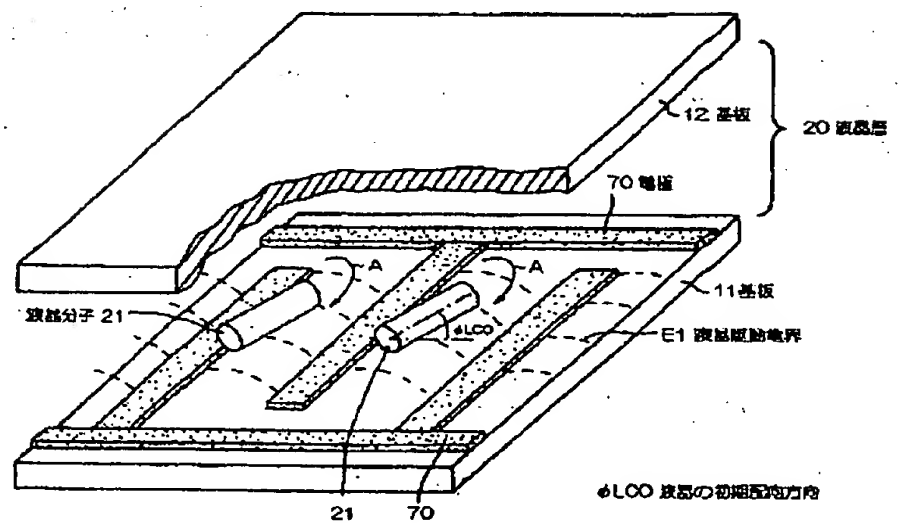 12 基板
20 液晶層
70 電極
A
A
11 基板
液晶分子 21
φLCO
E1 液晶駆動電界
21
70
φLCO 液晶の初期配向方向